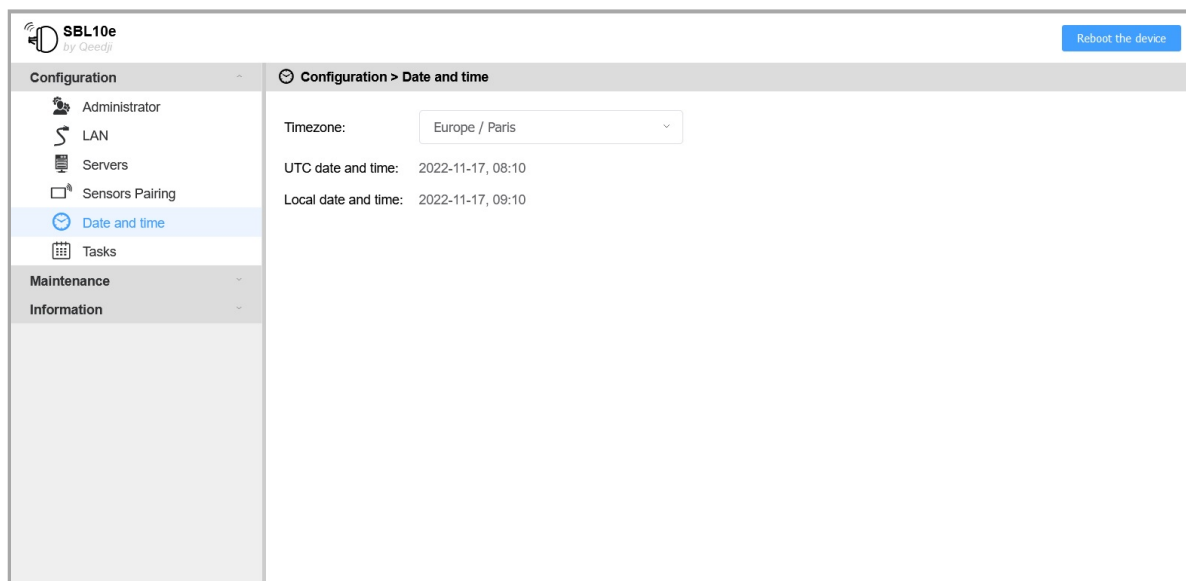 SBL10e
by Qeedji
Reboot the device
Configuration
Administrator
LAN
Servers
Sensors Pairing
Date and time
Tasks
Maintenance
Information
Configuration > Date and time
Timezone: Europe / Paris
UTC date and time: 2022-11-17, 08:10
Local date and time: 2022-11-17, 09:10